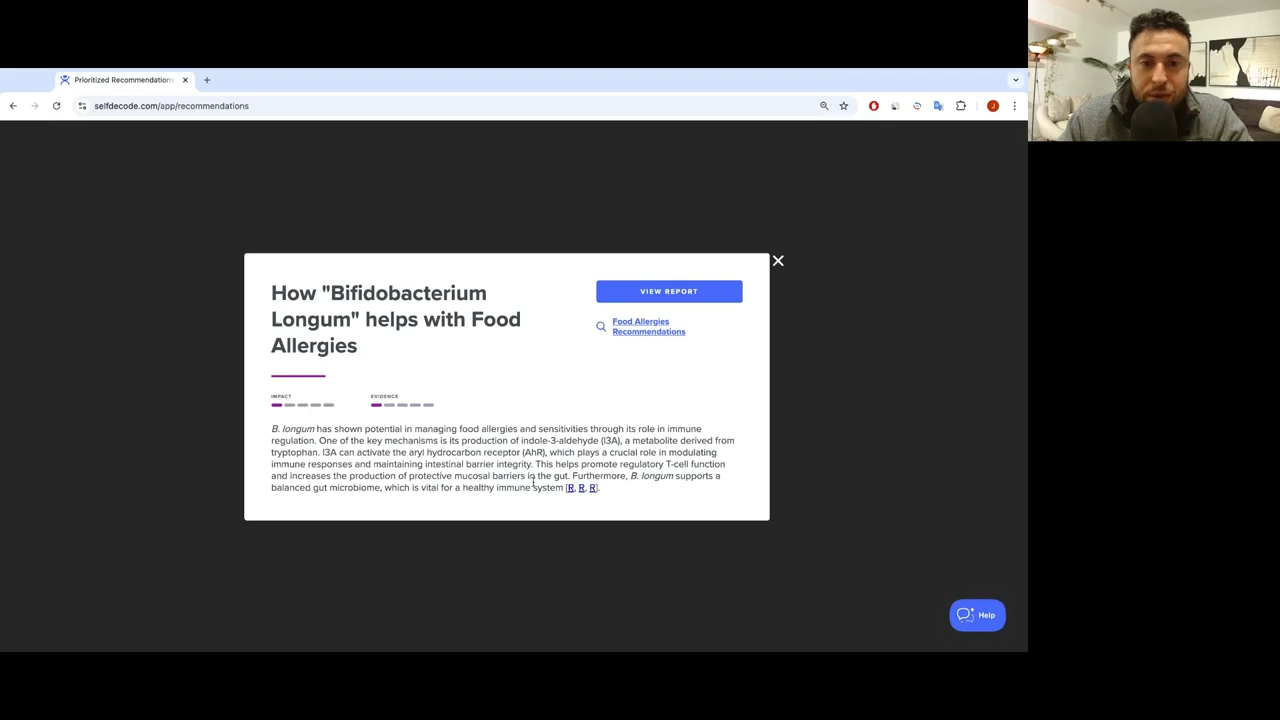 Prioritized Recommendations
selfdecode.com/app/recommendations
J
How "Bifidobacterium
Longum" helps with Food
Allergies
VIEW REPORT
Food Allergies
Recommendations
IMPACT
EVIDENCE
B. longum has shown potential in managing food allergies and sensitivities through its role in immune
regulation. One of the key mechanisms is its production of indole-3-aldehyde (I3A), a metabolite derived from
tryptophan. I3A can activate the aryl hydrocarbon receptor (AhR), which plays a crucial role in modulating
immune responses and maintaining intestinal barrier integrity. This helps promote regulatory T-cell function
and increases the production of protective mucosal barriers in the gut. Furthermore, B. longum supports a
balanced gut microbiome, which is vital for a healthy immune system [R, R, R].
Help